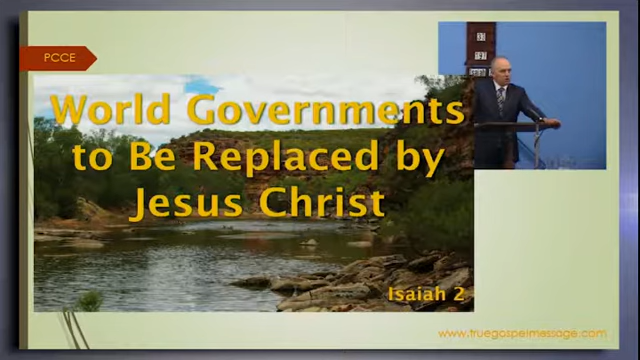 PCCE
World Governments
to Be Replaced by
Jesus Christ
Isaiah 2
www.truegospelmessage.com